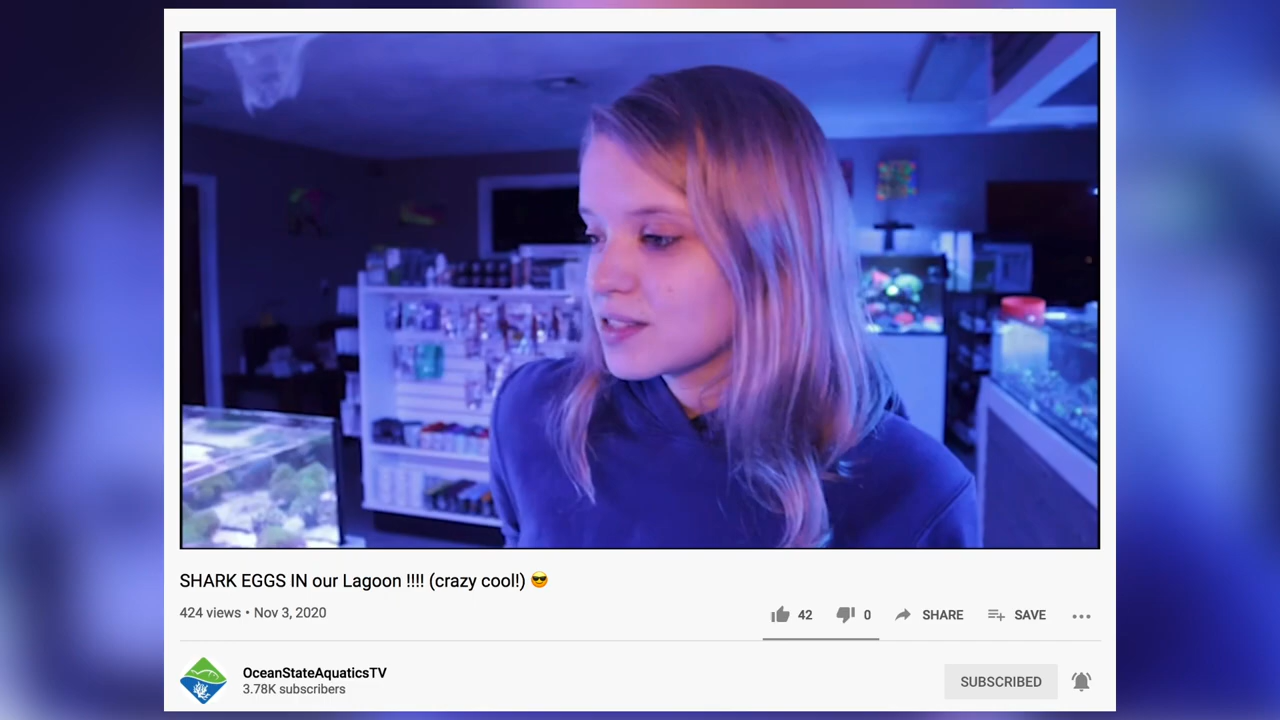 SHARK EGGS IN our Lagoon !!!! (crazy cool!) 😎
424 views • Nov 3, 2020
42
0
SHARE
SAVE
OceanStateAquaticsTV
3.78K subscribers
SUBSCRIBED